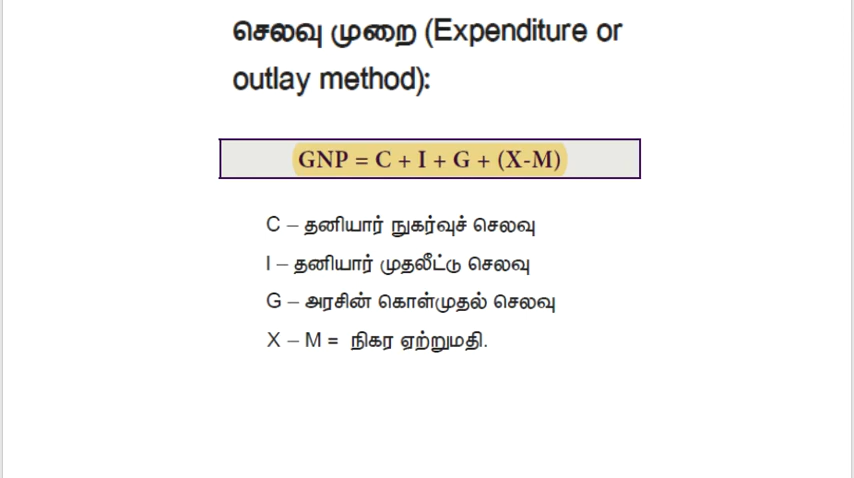 செலவு முறை (Expenditure or
outlay method):
GNP = C + I + G + (X-M)
C – தனியார் நுகர்வுச் செலவு
I – தனியார் முதலீட்டு செலவு
G – அரசின் கொள்முதல் செலவு
X – M = நிகர ஏற்றுமதி.